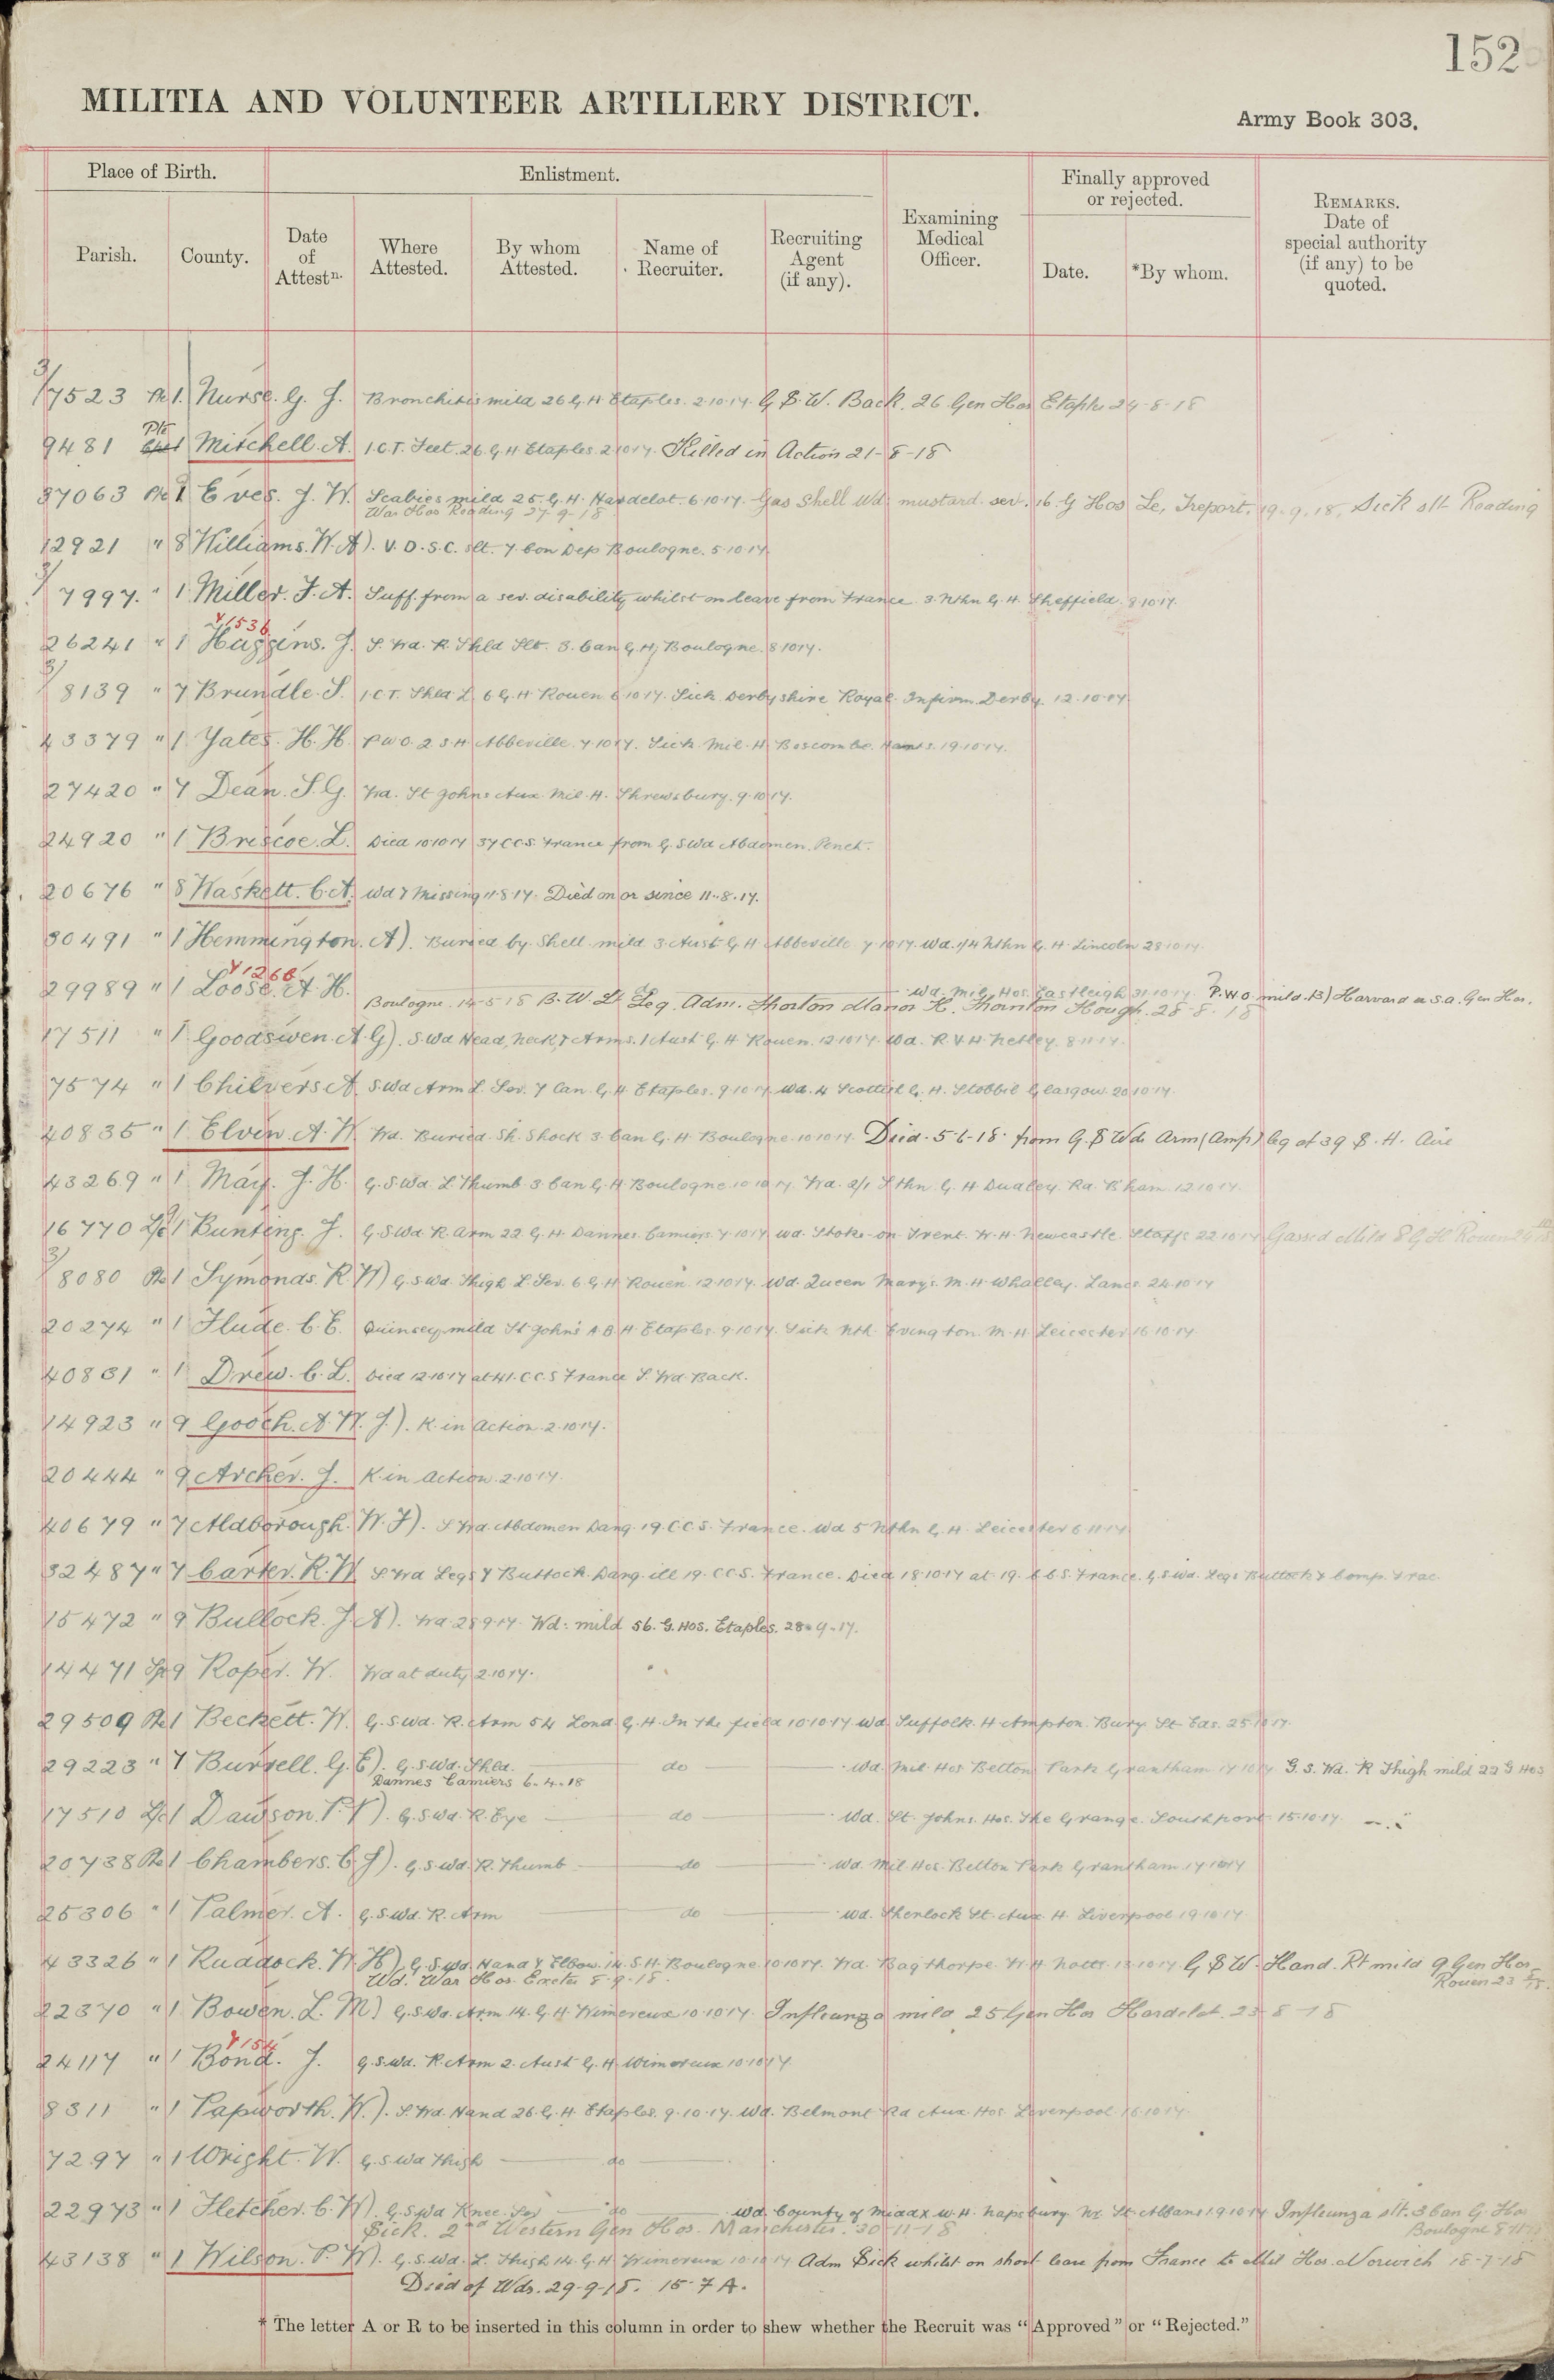 152
MILITIA AND VOLUNTEER ARTILLERY DISTRICT.
Army Book 303.
Place of Birth.
Enlistment.
Examining Medical Officer.
Finally approved or rejected.
REMARKS. Date of special authority (if any) to be quoted.
Parish.
County.
Date of Attestn.
Where Attested.
By whom Attested.
Name of Recruiter.
Recruiting Agent (if any).
Date.
*By whom.
3/7523 Pte 1. Nurse. G. J. Bronchitis mild 26 G. H Etaples. 2.10.17. G. S. W. Back. 26 Gen Hos Etaples 24-8-18
Pte
9481 1 Mitchell. A. I.C.T. Feet. 26. G. H Etaples 2.10.17. Killed in Action 21-8-18
37063 Pte 1 Eves. J. W. Scabies mild 25. G. H. Hardelot. 6.10.17. Gas Shell Wd: mustard. sev. 16. G Hos Le, Treport. 19.9.18. Sick slt Reading
War Hos Reading 27-9-18
12921 " 8 Williams. W. A). V. D. S. C. slt. 7 Con Dep Boulogne. 5.10.17.
3/7997. " 1 Miller. F. A. Suff. from a sev. disability whilst on leave from France. 3. Nthn G. H. Sheffield. 8.10.17.
41536
26241 " 1 Huggins. J. S. Wd. R. Shld Slt. 3. Can G. H, Boulogne. 8.10.17.
3/8139 " 7 Brundle. S. I.C.T. Shld L. 6 G. H Rouen 6.10.17. Sick Derbyshire Royal Infirm. Derby. 12.10.17.
43379 " 1 Yates. H. H. P U O. 2 S. H Abbeville. 7.10.17. Sick Mil. H. Boscombe. Hants. 19.10.17.
27420 " 7 Dean. S. G. Wd. St Johns Aux. Mil. H. Shrewsbury. 9.10.17.
24920 " 1 Briscoe. L. Died 10.10.17 37 C C S. France from G. S Wd Abdomen. Penet.
20676 " 8 Haskett. C. A. Wd & Missing 11.8.17. Died on or since 11.8.17.
30491 " 1 Hemmington. A). Buried by. Shell mild 3. Aust G. H Abbeville 7.10.17. Wd. 1/4 Nthn G. H. Lincoln 28.10.17.
29989 " 1 Loose. A. H. do Wd. Mil. Hos. Eastleigh 31.10.17. P. U O mild. 13) Harvard U.S.A. Gen Hos.
Boulogne. 14-5-18 B. W. Lt Leg. Adm. Thorton Manor H. Thornton Hough. 28-8-18
17511 " 1. Goodswen. A. G). S. Wd Head, Neck, & Arms. 1 Aust G. H Rouen. 12.10.17. Wd. R. V. H. Netley. 8.11.17.
7574 " 1 Chilvers A. S. Wd Arm L. Sev. 7 Can. G. H Etaples. 9.10.17. Wd. 4 Scottish G. H. Stobbil Glasgow. 20.10.17.
40835 " 1. Elvin. A. W. Wd. Buried. Sh. Shock 3. Can G. H. Boulogne. 10.10.17. Died. 5-6-18. from G. S Wds Arm (Amp) leg at 39 S. H. Aire
43269 " 1 May. J. H. G. S. Wd. L. Thumb. 3. Can G. H Boulogne. 10.10.17. Wd. 2/1 Sthn. G. H Dudley. Rd. B'ham. 12.10.17.
16770 L/c 1 Bunting. J. G. S Wd R. Arm 22. G. H. Dannes. Camiers. 7.10.17 Wd. Stoke-on-Trent. W. H. Newcastle. Staffs 22.10.17 Gassed Mild 8 G H Rouen
3/8080 Pte 1 Symonds. R. W) G. S Wd. Thigh L. Sev. 6. G. H Rouen. 12.10.17. Wd. Queen Mary's. M. H Whalley. Lancs. 24.10.17
20274 " 1 Flude. C. E. Quinsey mild St. John's A. B. H. Etaples. 9.10.17. Sick Nth. Evington. M. H Leicester 16.10.17.
40831 " 1 Drew. C. L. Died 12.10.17 at 41. C C S France S. Wd. Back.
14923 " 9 Gooch. A. W. J.). K. in Action. 2.10.17.
20444 " 9 Archer. J. K. in Action. 2.10.17.
40679 " 7 Aldborough. W. F). S Wd. Abdomen Dang. 19. C C S. France. Wd 5 Nthn G. H. Leicester 6.11.17.
32487 " 7 Carter. R. W. S Wd Legs & Buttock. Dang. ill 19. C C S. France. Died 18.10.17 at 19. C C S. France. G. S. Wd. Legs Buttock & Comp. Frac.
15472 " 9 Bullock. J. A). Wd 28.9.17. Wd: mild 56. G. Hos. Etaples. 28.9.17.
14471 9 Roper. W. Wd at duty 2.10.17.
29509 Pte 1 Beckett. W. G. S Wd. R. Arm 54 Lond. G. H. In the field 10.10.17 Wd Suffolk. H Ampton. Bury. St Eds. 25.10.17.
29223 " 7 Burrell. G. E). G. S Wd. Shld. do Wd. Mil. Hos Belton Park Grantham 17.10.17. G. S. Wd. R Thigh mild 22 G Hos
Dannes Camiers 6.4.18
17510 L/c 1 Dawson. P. V). G. S Wd. R. Eye do Wd. St. Johns. Hos. The Grange. Southport. 15.10.17.
20738 Pte 1 Chambers. C. J). G. S Wd. R. Thumb do Wd. Mil. Hos. Belton Park Grantham. 17.10.17
25306 " 1 Palmer. A. G. S. Wd. R. Arm do Wd. Sherlock St. Aux. H. Liverpool 19.10.17
43326 " 1 Ruddock. W. H) G. S Wd. Hand & Elbow. 14. S. H. Boulogne 10.10.17. Wd. Bagthorpe. W. H. Notts. 13.10.17 G. S W. Hand. Rt mild 9 Gen Hos
Wd. War Hos. Exeter 5.9.18. Rouen 23
22370 " 1 Bowen. L. M) G. S Wd. Arm 14. G. H. Wimereux 10.10.17. Influenza mild 25 Gen Hos Hardelot. 23-8-18
24117 " 1 Bond. J. G. S. Wd. R. Arm 2. Aust G. H. Wimereux 10.10.17
8311 " 1 Papworth. W.). S. Wd. Hand 26. G. H Etaples. 9.10.17. Wd. Belmont Rd Aux. Hos. Liverpool 16.10.17.
7297 " 1 Wright. W. G. S Wd Thigh do
22973 " 1 Fletcher. C. W). G. S Wd Knee. Sev do Wd. County of Middx W. H. Napsbury. Nr. St. Albans 19.10.17 Influenza slt. 3 Can G. Hos
Sick. 2nd Western Gen Hos. Manchester. 30-11-18 Boulogne
43138 " 1 Wilson. P. W). G. S. Wd. L. Thigh 14. G. H Wimereux 10.10.17 Adm Sick whilst on short leave from France to Mil Hos. Norwich 18-7-18
Died of Wds. 29-9-18. 15-7 A.
* The letter A or R to be inserted in this column in order to shew whether the Recruit was "Approved" or "Rejected."